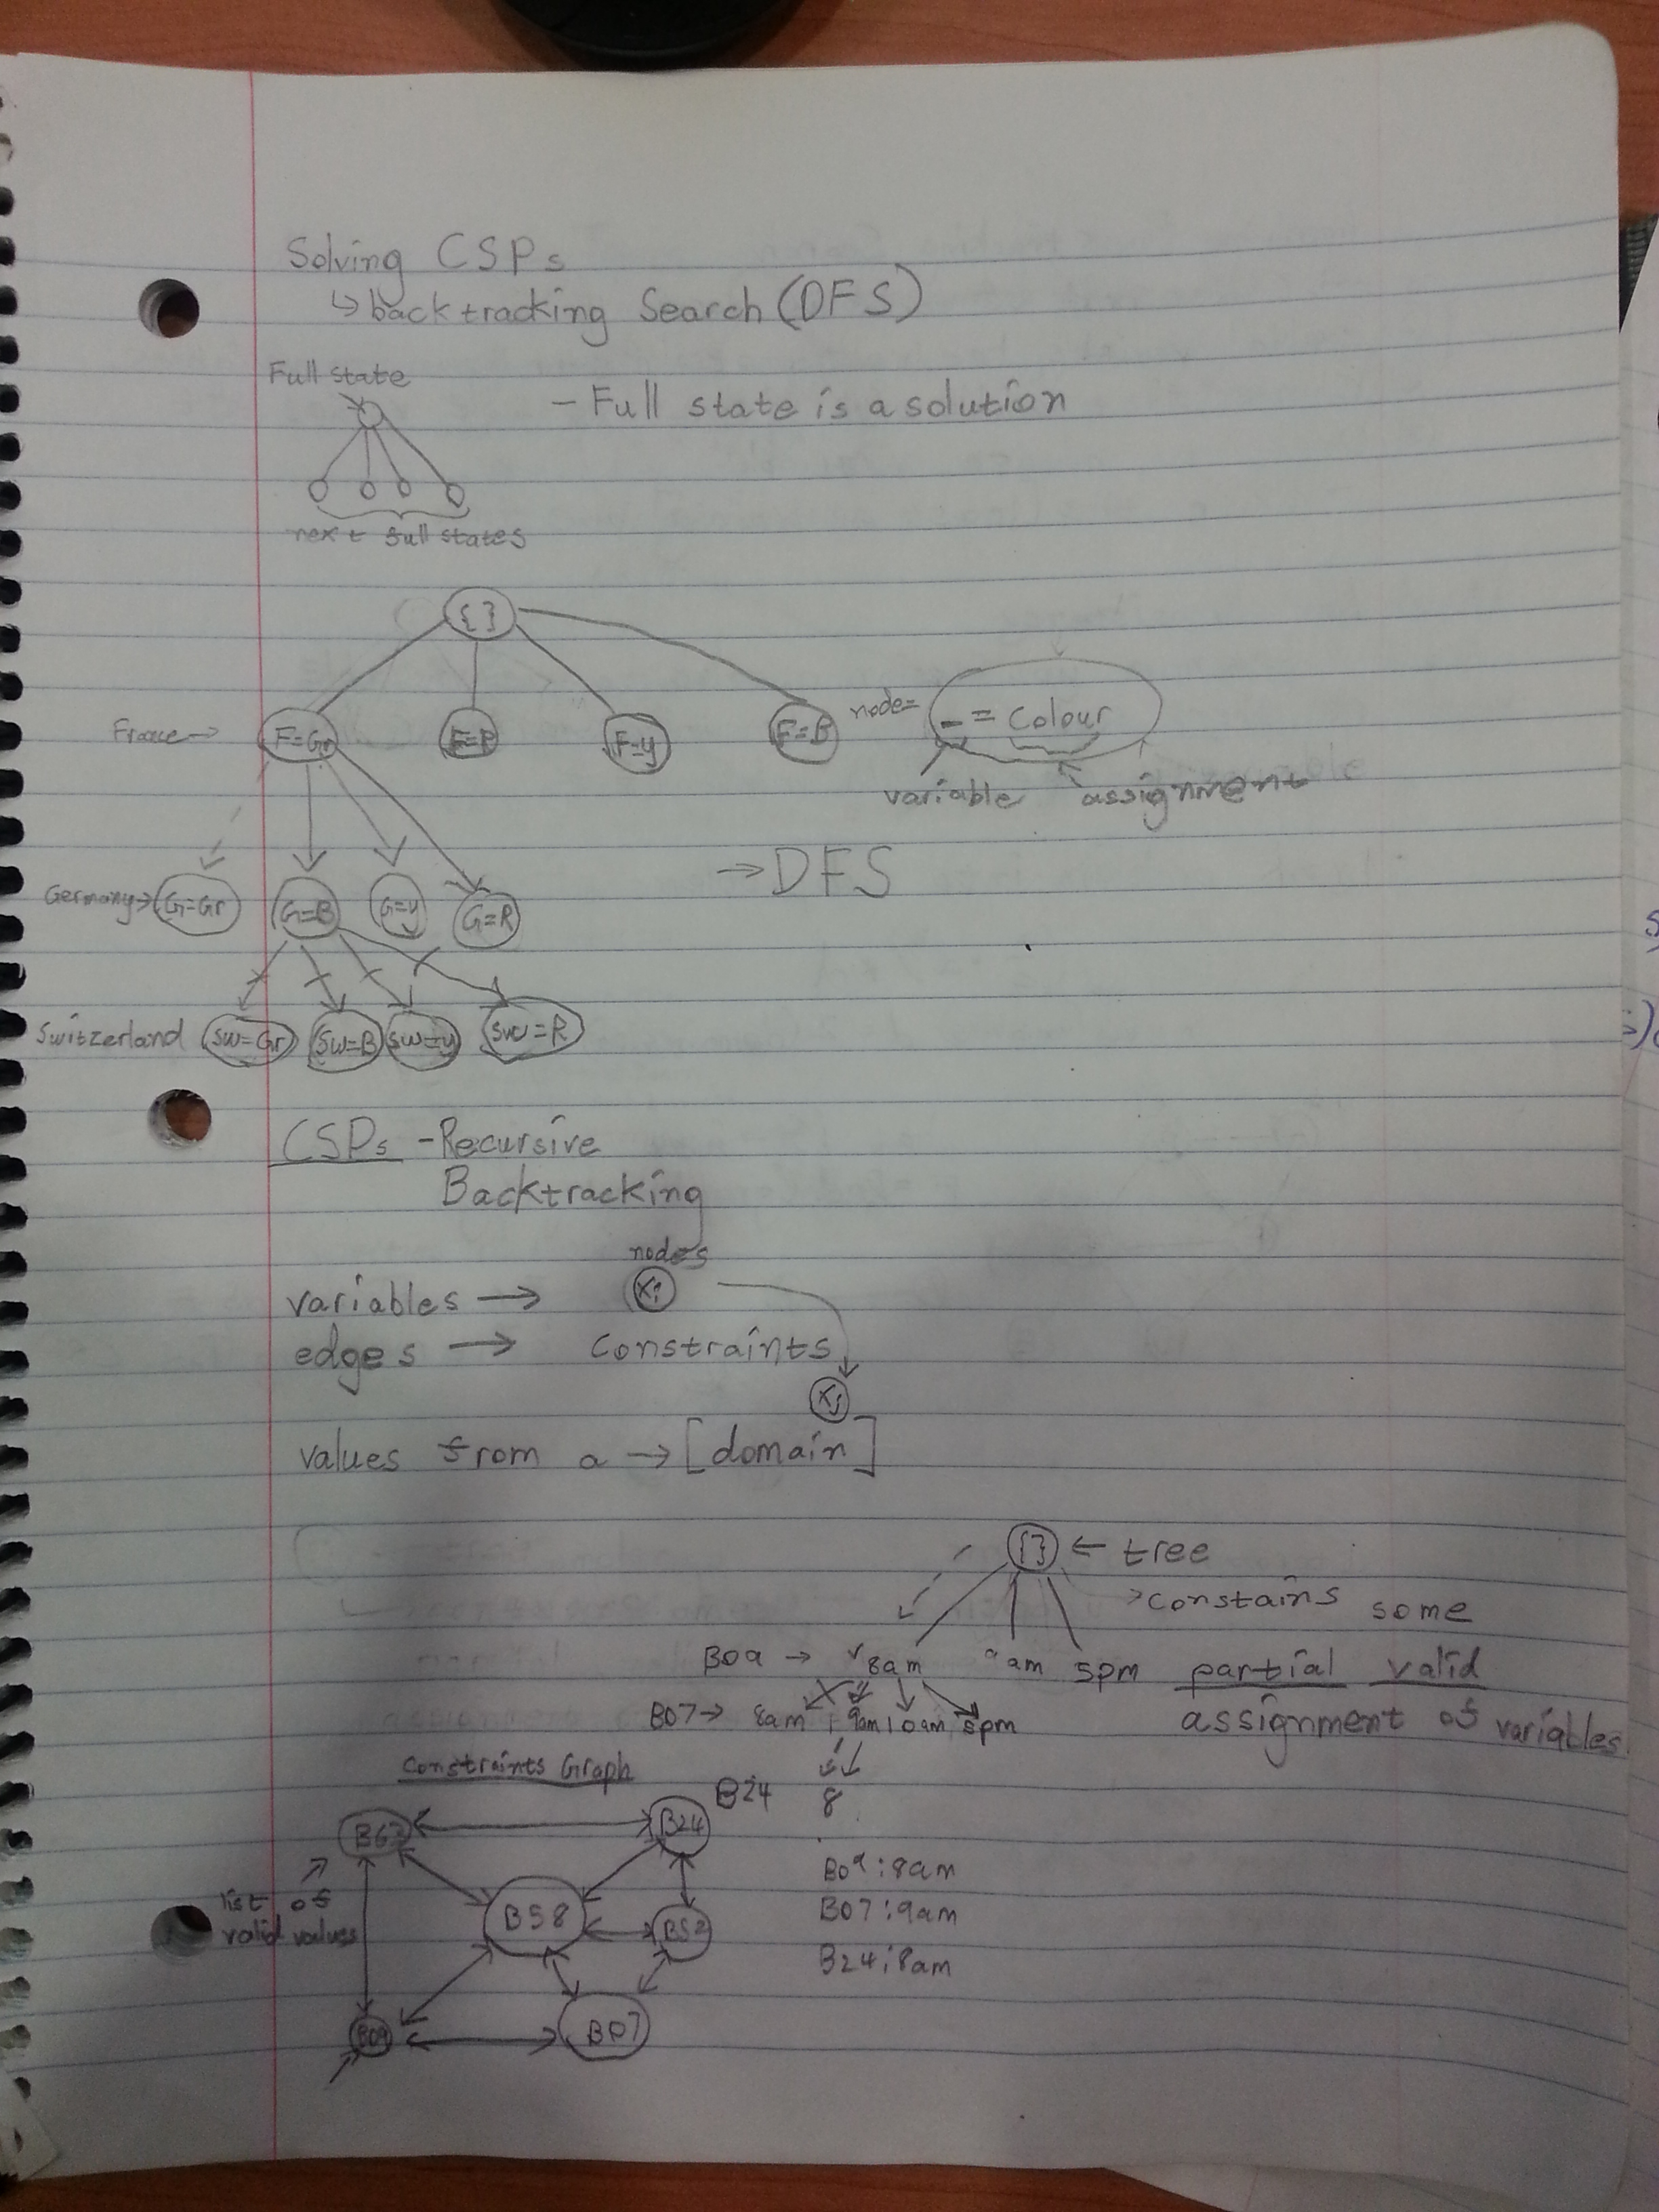 Solving CSPs
↳ backtracking Search (DFS)
Full state
- Full state is a solution
next full states
{ }
France → F=Gr F=R F=y F=B
node= _ = Colour
variable assignment
→ DFS
Germany → G=Gr G=B G=y G=R
Switzerland SW=Gr SW=B SW=y SW=R
CSPs - Recursive
Backtracking
nodes
variables → Xi
edges → Constraints
Xj
values from a → [domain]
{ } ← tree
> constains some
B09 → 8am 9am 5pm partial valid
B07 → 8am 9am 10am 5pm assignment of variables
Constraints Graph
B24 8
B63 B24
B09 : 8am
list of
valid values
B58 B52
B07 : 9am
B24 : 8am
B09 B07